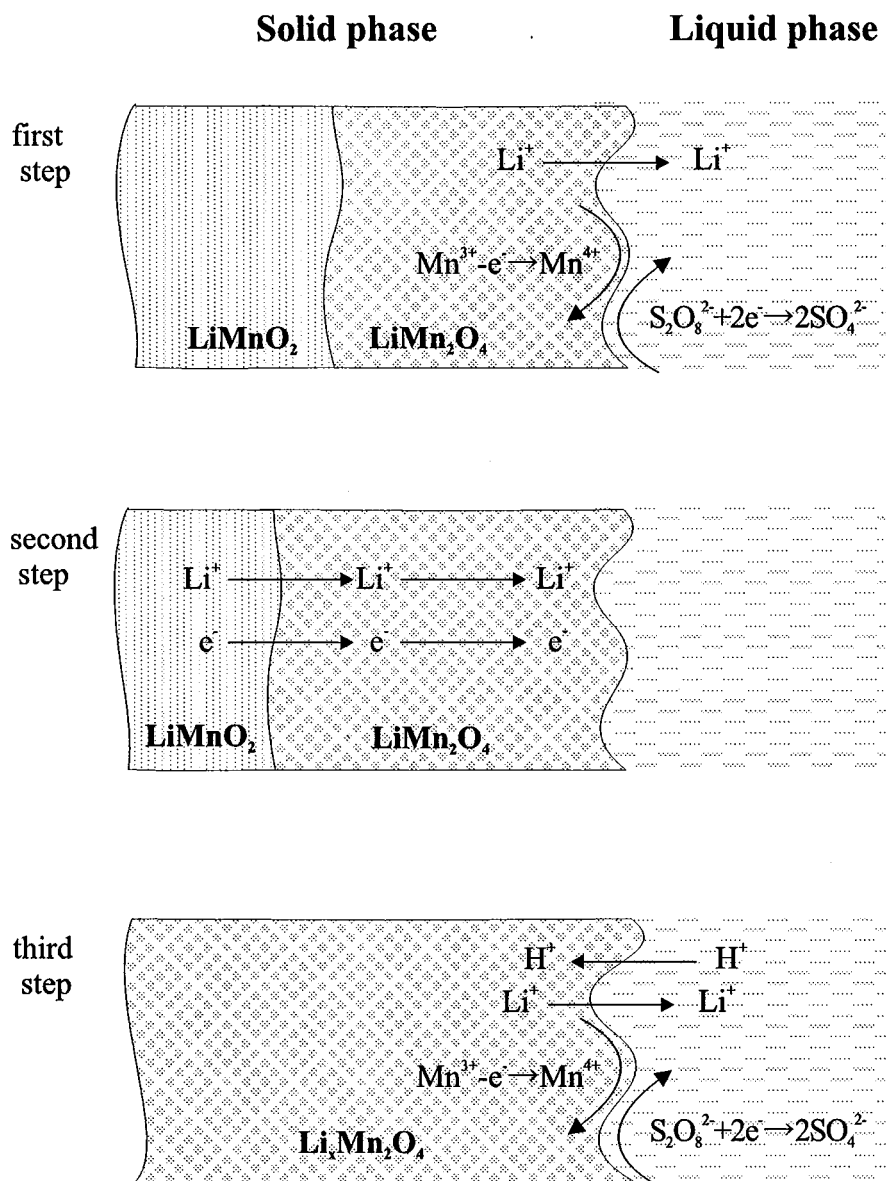 Solid phase Liquid phase
first
step
Li⁺ Li⁺
Mn³⁺-e⁻→Mn⁴⁺
S₂O₈²⁻+2e⁻→2SO₄²⁻
LiMnO₂ LiMn₂O₄
second
step
Li⁺ Li⁺ Li⁺
e⁻ e⁻ e⁻
LiMnO₂ LiMn₂O₄
third
step
H⁺ H⁺
Li⁺ Li⁺
Mn³⁺-e⁻→Mn⁴⁺
S₂O₈²⁻+2e⁻→2SO₄²⁻
LiₓMn₂O₄